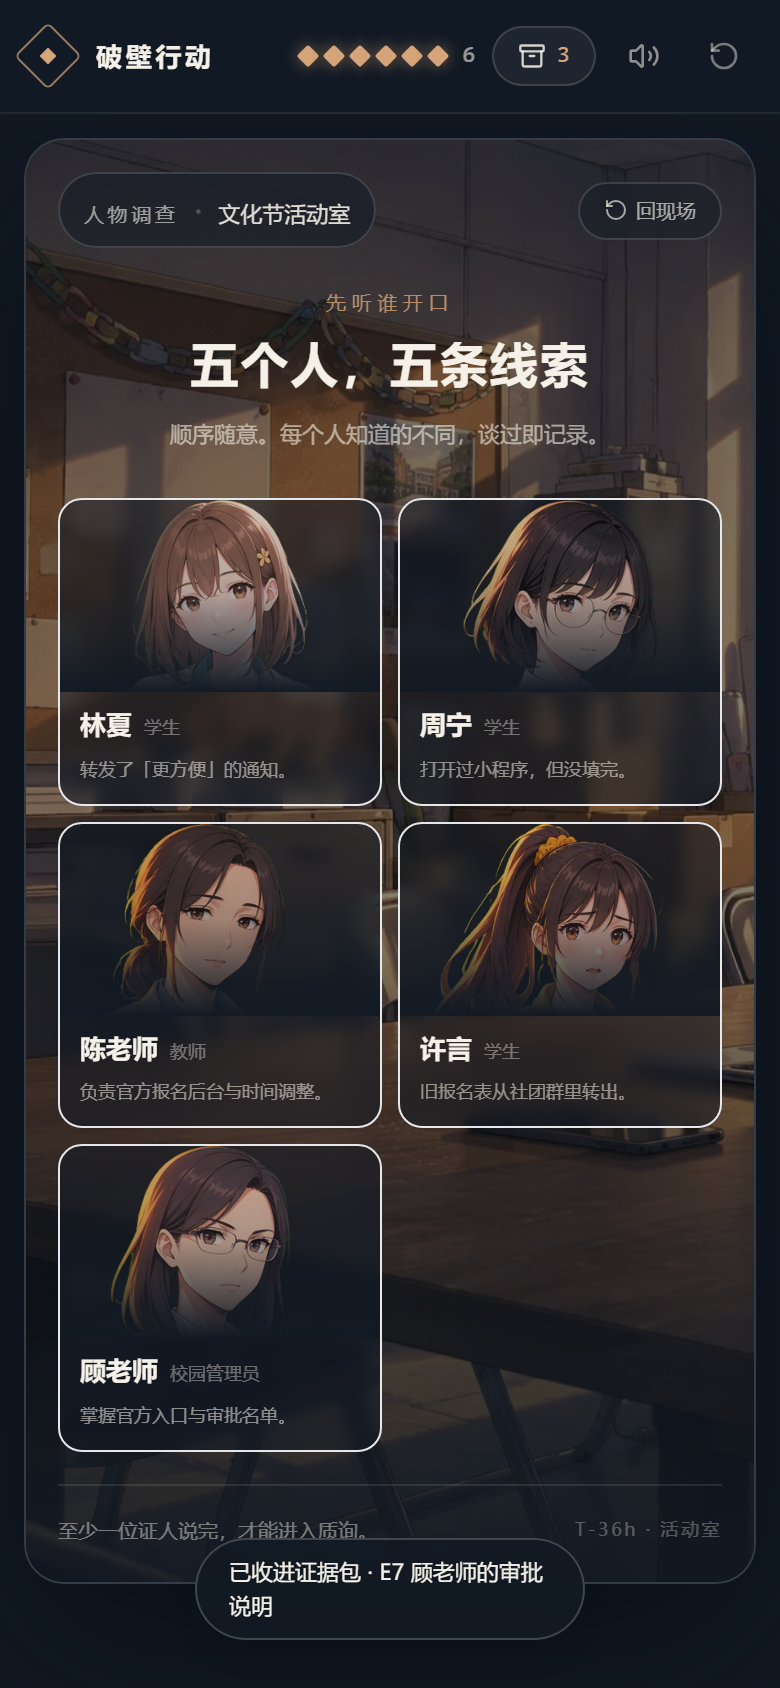 破壁行动
6
3
人物调查 · 文化节活动室
回现场
先听谁开口
五个人，五条线索
顺序随意。每个人知道的不同，谈过即记录。
林夏 学生
转发了「更方便」的通知。
周宁 学生
打开过小程序，但没填完。
陈老师 教师
负责官方报名后台与时间调整。
许言 学生
旧报名表从社团群里转出。
顾老师 校园管理员
掌握官方入口与审批名单。
至少一位证人说完，才能进入质询。
T-36h · 活动室
已收进证据包 · E7 顾老师的审批
说明